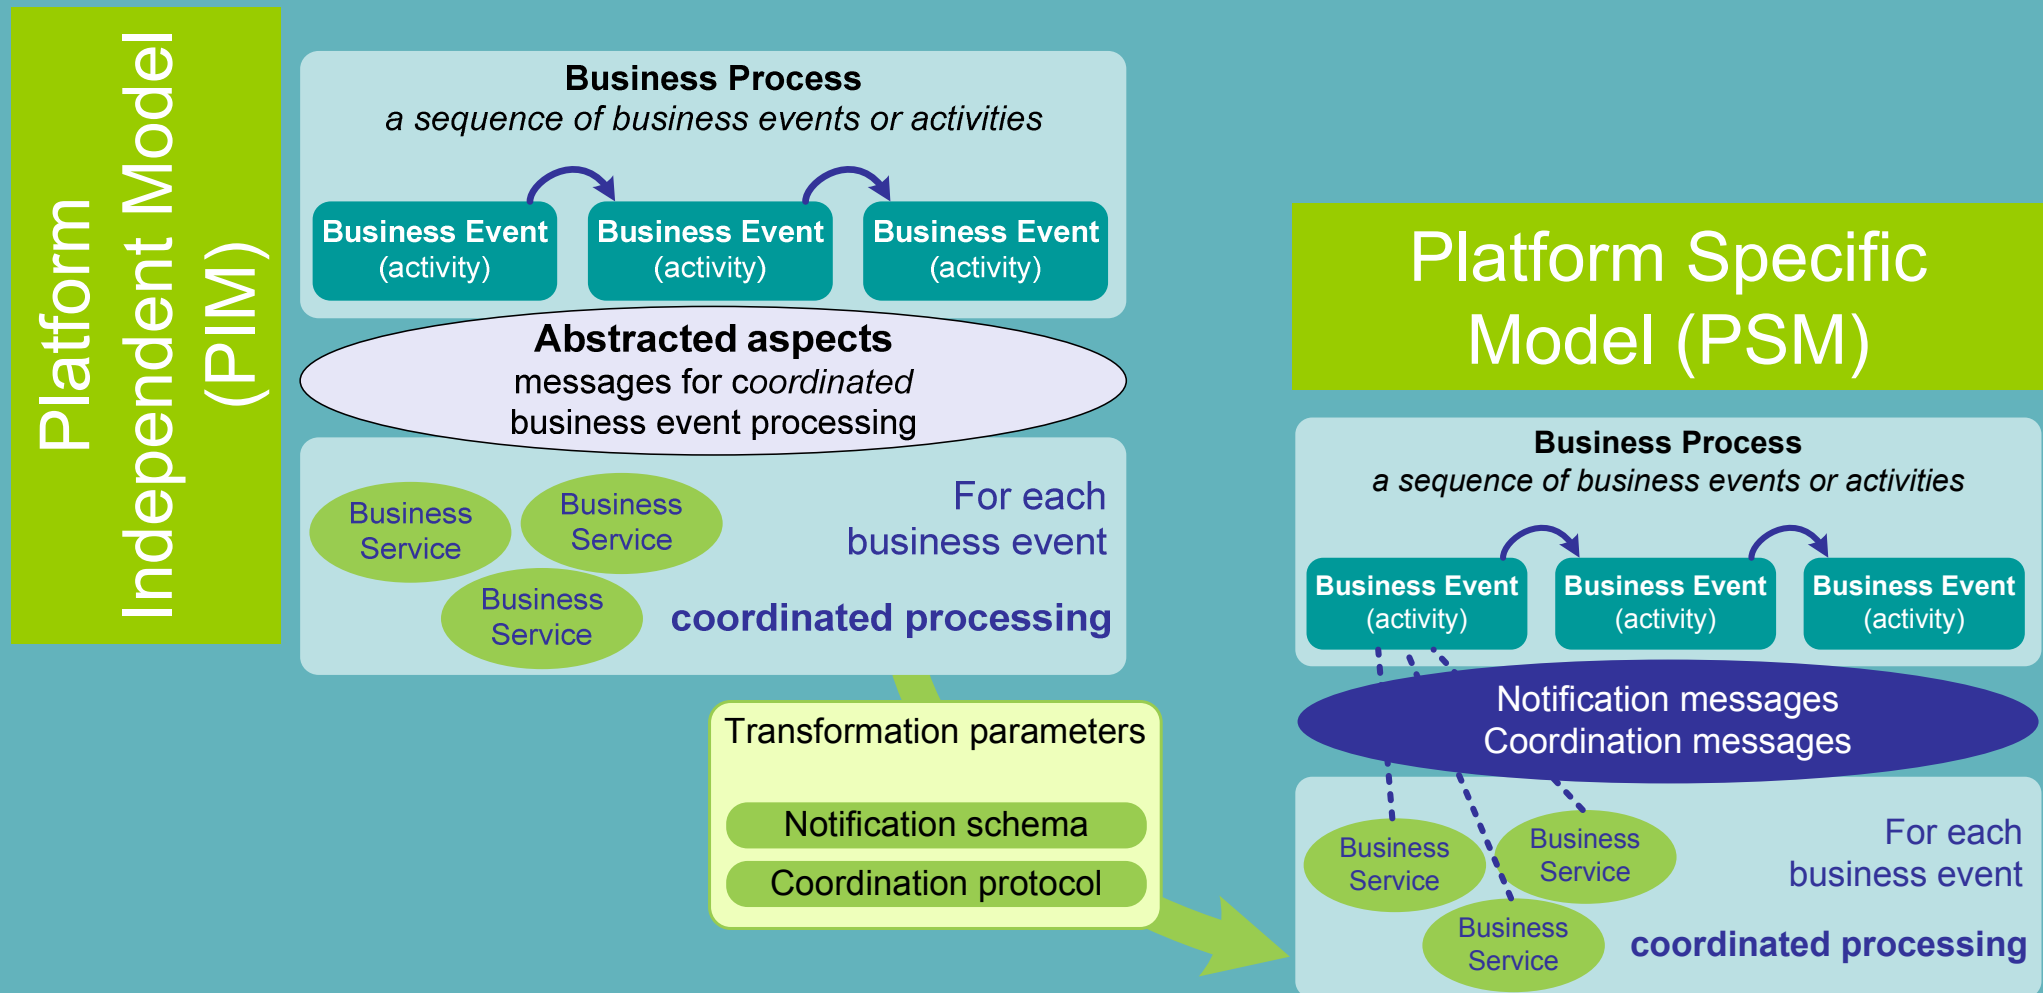 Platform
Independent Model
(PIM)
Business Process
a sequence of business events or activities
Business Event
(activity)
Business Event
(activity)
Business Event
(activity)
Abstracted aspects
messages for coordinated
business event processing
Business
Service
Business
Service
Business
Service
For each
business event
coordinated processing
Transformation parameters
Notification schema
Coordination protocol
Platform Specific
Model (PSM)
Business Process
a sequence of business events or activities
Business Event
(activity)
Business Event
(activity)
Business Event
(activity)
Notification messages
Coordination messages
Business
Service
Business
Service
Business
Service
For each
business event
coordinated processing